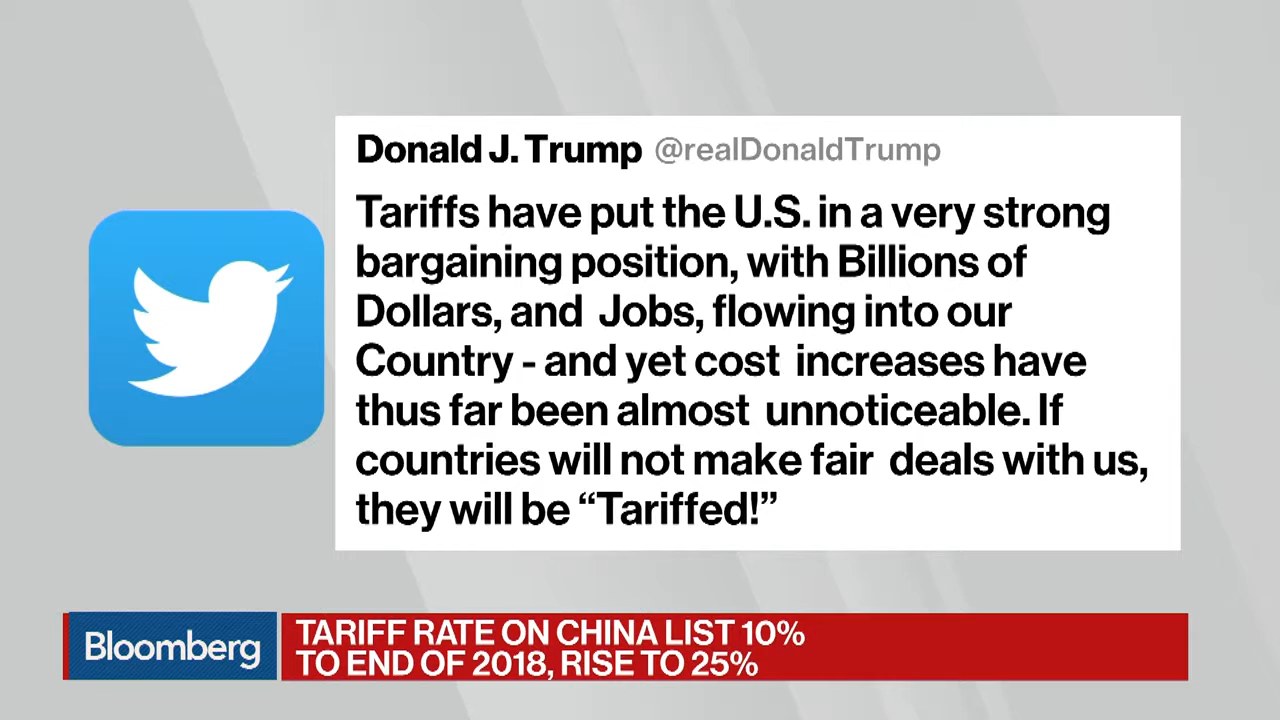 Donald J. Trump @realDonaldTrump
Tariffs have put the U.S. in a very strong
bargaining position, with Billions of
Dollars, and Jobs, flowing into our
Country - and yet cost increases have
thus far been almost unnoticeable. If
countries will not make fair deals with us,
they will be “Tariffed!”
Bloomberg
TARIFF RATE ON CHINA LIST 10%
TO END OF 2018, RISE TO 25%